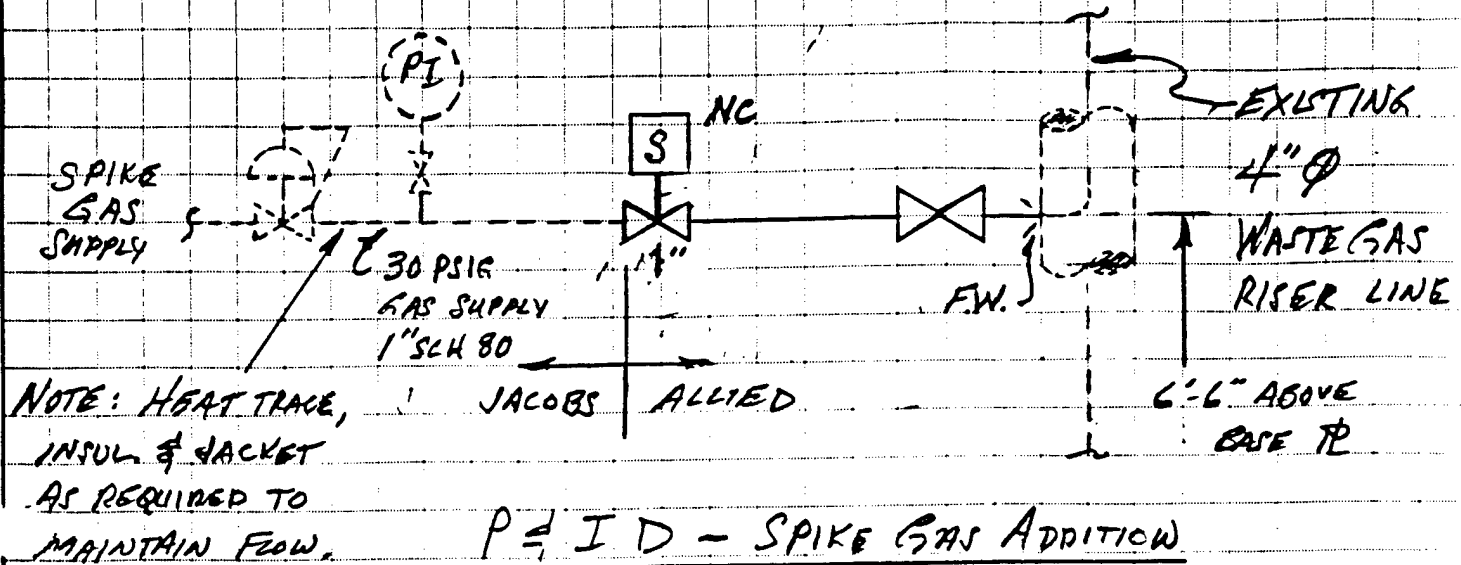 PI
NC
S
SPIKE
GAS
SUPPLY
30 PSIG
GAS SUPPLY
1" SCH 80
1"
F.W.
EXISTING
4" Ø
WASTE GAS
RISER LINE
JACOBS
ALLIED
6'-6" ABOVE
BASE PL
NOTE: HEAT TRACE,
INSUL & JACKET
AS REQUIRED TO
MAINTAIN FLOW.
P & I D - SPIKE GAS ADDITION